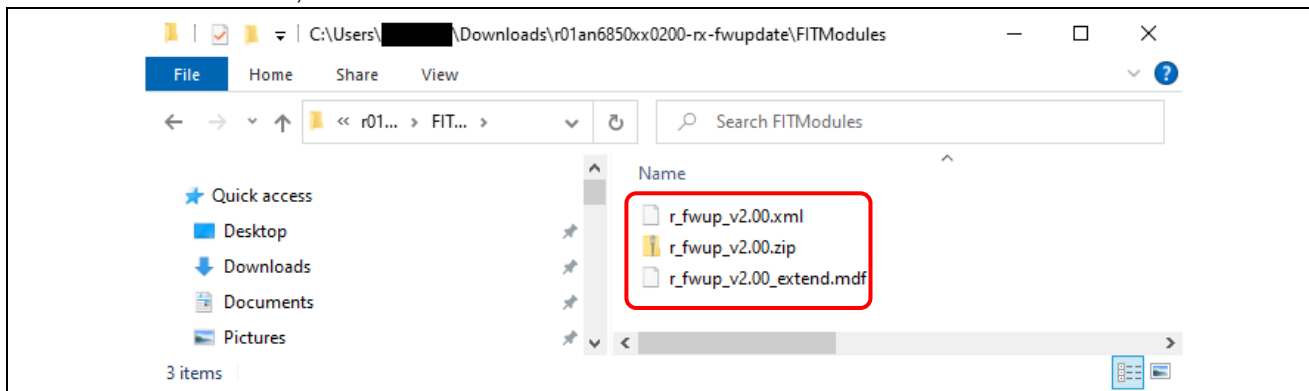 C:\Users\ \Downloads\r01an6850xx0200-rx-fwupdate\FITModules
File Home Share View
« r01... › FIT... › Search FITModules
Name
Quick access
Desktop
Downloads
Documents
Pictures
r_fwup_v2.00.xml
r_fwup_v2.00.zip
r_fwup_v2.00_extend.mdf
3 items